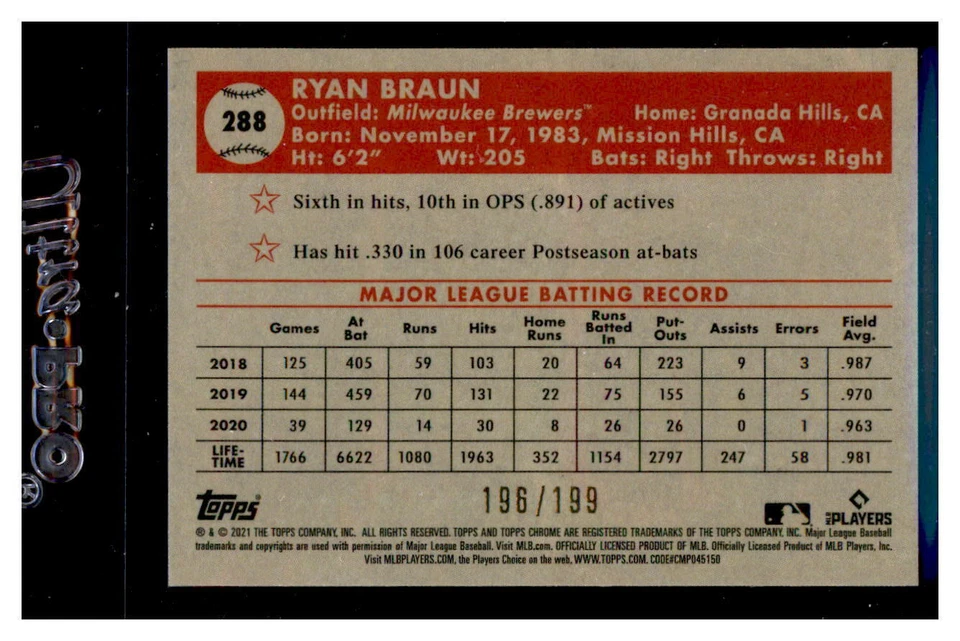 ultra·pro
®
288
RYAN BRAUN
Outfield: Milwaukee Brewers™ Home: Granada Hills, CA
Born: November 17, 1983, Mission Hills, CA
Ht: 6'2" Wt: 205 Bats: Right Throws: Right
Sixth in hits, 10th in OPS (.891) of actives
Has hit .330 in 106 career Postseason at-bats
MAJOR LEAGUE BATTING RECORD
Games At Bat Runs Hits Home Runs Runs Batted In Put-Outs Assists Errors Field Avg.
2018 125 405 59 103 20 64 223 9 3 .987
2019 144 459 70 131 22 75 155 6 5 .970
2020 39 129 14 30 8 26 26 0 1 .963
LIFE-TIME 1766 6622 1080 1963 352 1154 2797 247 58 .981
196/199
Topps® MLB PLAYERS
® & © 2021 THE TOPPS COMPANY, INC. ALL RIGHTS RESERVED. TOPPS AND TOPPS CHROME ARE REGISTERED TRADEMARKS OF THE TOPPS COMPANY, INC. Major League Baseball
trademarks and copyrights are used with permission of Major League Baseball. Visit MLB.com. OFFICIALLY LICENSED PRODUCT OF MLB. Officially Licensed Product of MLB Players, Inc.
Visit MLBPLAYERS.COM, the Players Choice on the web. WWW.TOPPS.COM. CODE#CMP045150